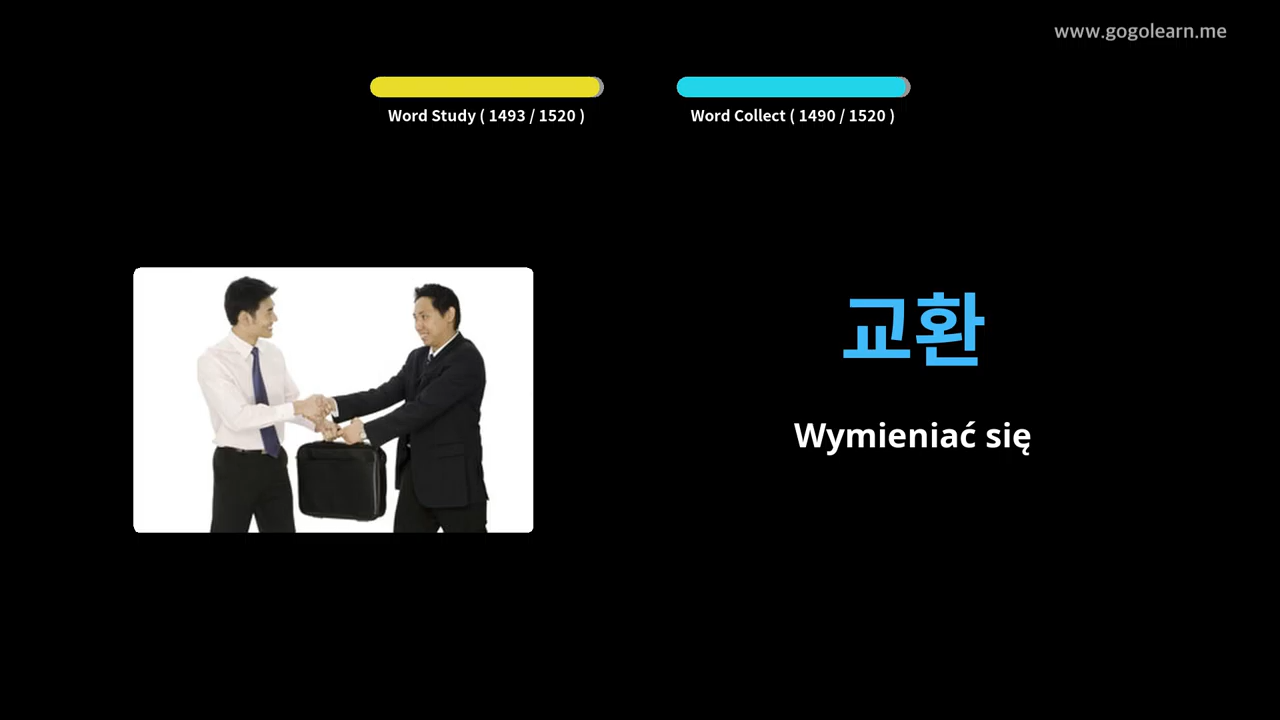 www.gogolearn.me
Word Study ( 1493 / 1520 )
Word Collect ( 1490 / 1520 )
교환
Wymieniać się